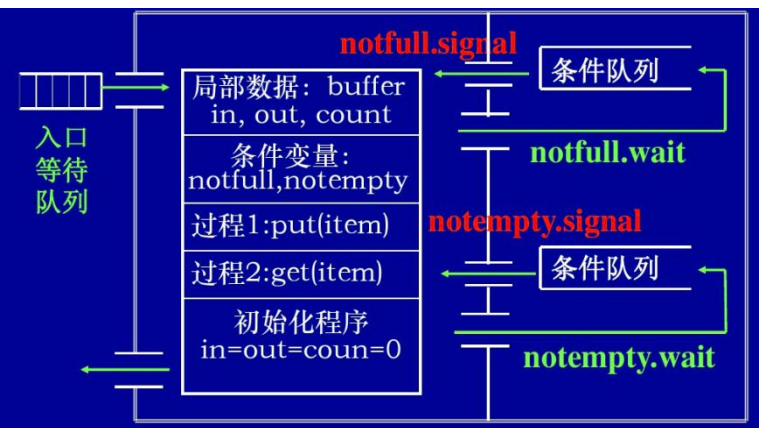 notfull.signal
条件队列
局部数据：buffer
in, out, count
入口
等待
队列
条件变量：
notfull,notempty
notfull.wait
过程1:put(item)
notempty.signal
过程2:get(item)
条件队列
初始化程序
in=out=coun=0
notempty.wait